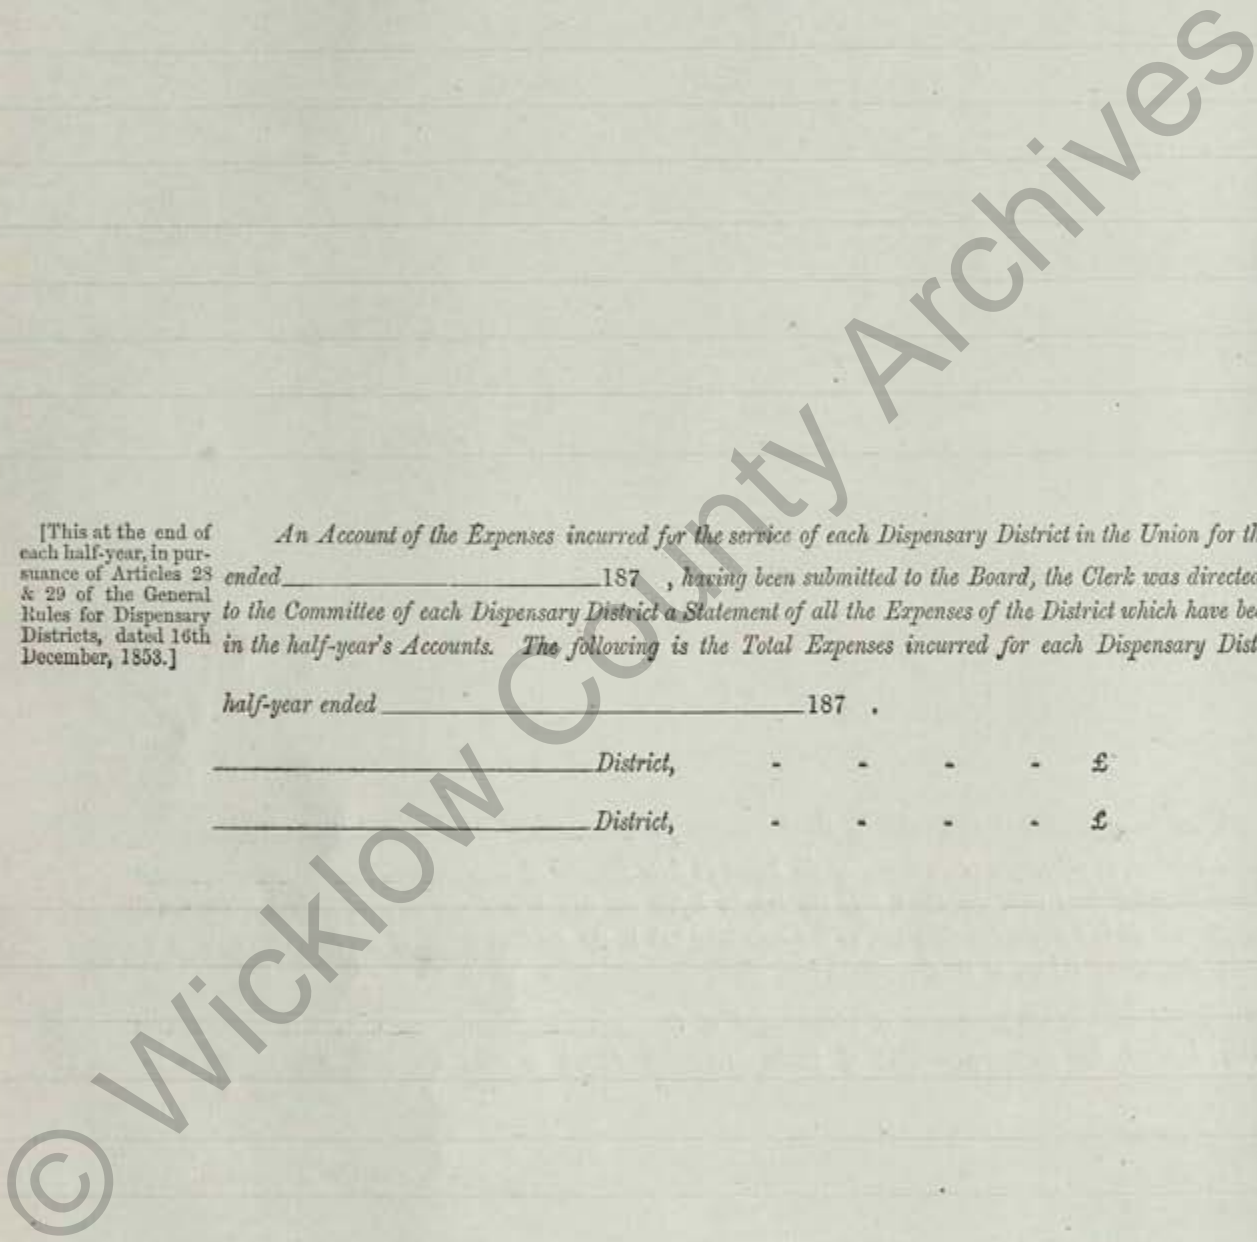 [This at the end of
each half-year, in pur-
suance of Articles 28
& 29 of the General
Rules for Dispensary
Districts, dated 16th
December, 1853.]
An Account of the Expenses incurred for the service of each Dispensary District in the Union for th
ended 187 , having been submitted to the Board, the Clerk was directed
to the Committee of each Dispensary District a Statement of all the Expenses of the District which have be
in the half-year's Accounts. The following is the Total Expenses incurred for each Dispensary Dist
half-year ended 187 .
District, - - - - £
District, - - - - £
© Wicklow County Archives